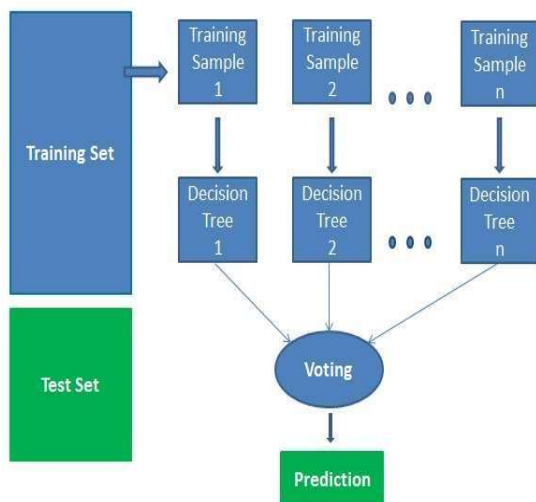 Training
Sample
1
Training
Sample
2
Training
Sample
n
Training Set
Decision
Tree
1
Decision
Tree
2
Decision
Tree
n
Voting
Test Set
Prediction